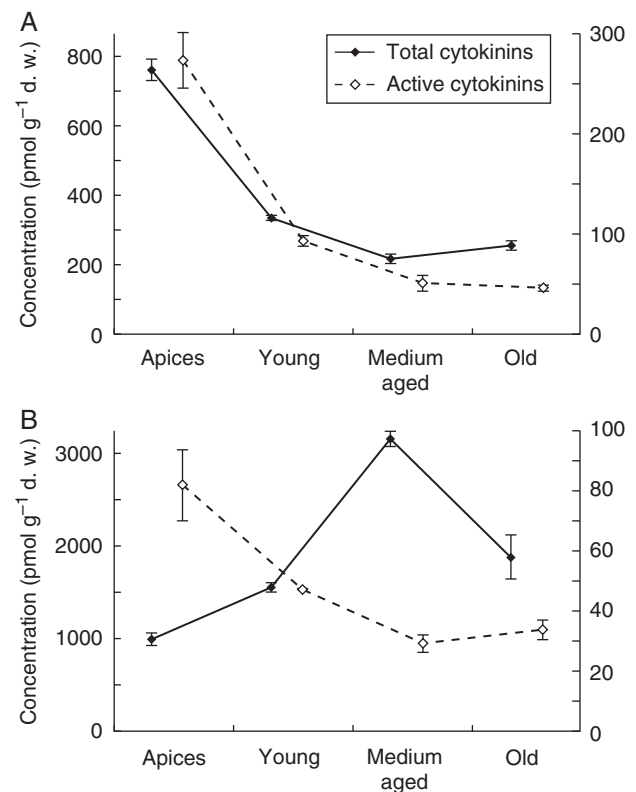 A
Concentration (pmol g⁻¹ d. w.)
800
600
400
200
0
300
200
100
0
Total cytokinins
Active cytokinins
Apices Young Medium aged Old
B
Concentration (pmol g⁻¹ d. w.)
3000
2000
1000
0
100
80
60
40
20
0
Apices Young Medium aged Old